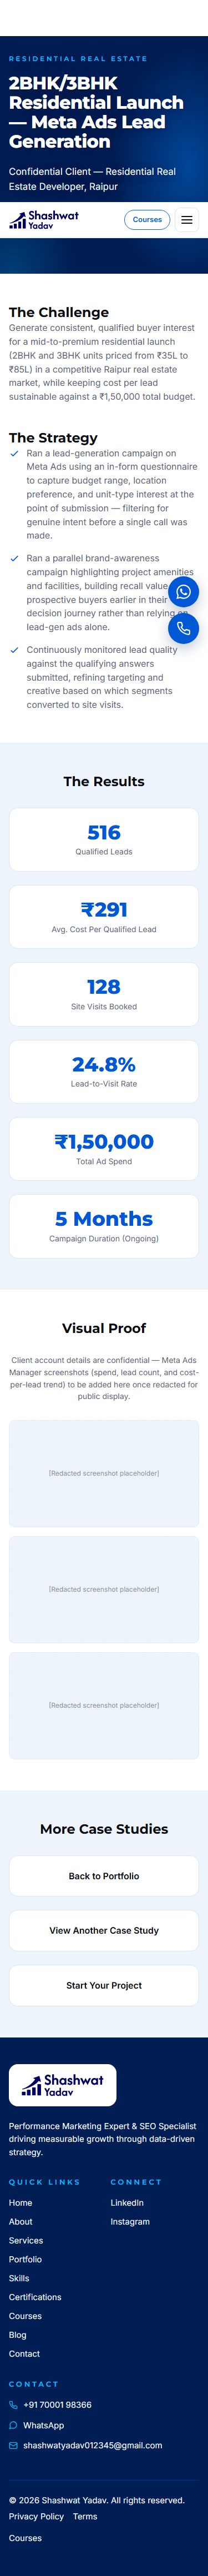 RESIDENTIAL REAL ESTATE
2BHK/3BHK
Residential Launch
— Meta Ads Lead
Generation
Confidential Client — Residential Real
Estate Developer, Raipur
Shashwat
Yadav
Courses
The Challenge
Generate consistent, qualified buyer interest
for a mid-to-premium residential launch
(2BHK and 3BHK units priced from ₹35L to
₹85L) in a competitive Raipur real estate
market, while keeping cost per lead
sustainable against a ₹1,50,000 total budget.
The Strategy
Ran a lead-generation campaign on
Meta Ads using an in-form questionnaire
to capture budget range, location
preference, and unit-type interest at the
point of submission — filtering for
genuine intent before a single call was
made.
Ran a parallel brand-awareness
campaign highlighting project amenities
and facilities, building recall value
prospective buyers earlier in their
decision journey rather than relying on
lead-gen ads alone.
Continuously monitored lead quality
against the qualifying answers
submitted, refining targeting and
creative based on which segments
converted to site visits.
The Results
516
Qualified Leads
₹291
Avg. Cost Per Qualified Lead
128
Site Visits Booked
24.8%
Lead-to-Visit Rate
₹1,50,000
Total Ad Spend
5 Months
Campaign Duration (Ongoing)
Visual Proof
Client account details are confidential — Meta Ads
Manager screenshots (spend, lead count, and cost-
per-lead trend) to be added here once redacted for
public display.
[Redacted screenshot placeholder]
[Redacted screenshot placeholder]
[Redacted screenshot placeholder]
More Case Studies
Back to Portfolio
View Another Case Study
Start Your Project
Shashwat
Yadav
Performance Marketing Expert & SEO Specialist
driving measurable growth through data-driven
strategy.
QUICK LINKS
Home
About
Services
Portfolio
Skills
Certifications
Courses
Blog
Contact
CONNECT
LinkedIn
Instagram
CONTACT
+91 70001 98366
WhatsApp
shashwatyadav012345@gmail.com
© 2026 Shashwat Yadav. All rights reserved.
Privacy Policy Terms
Courses